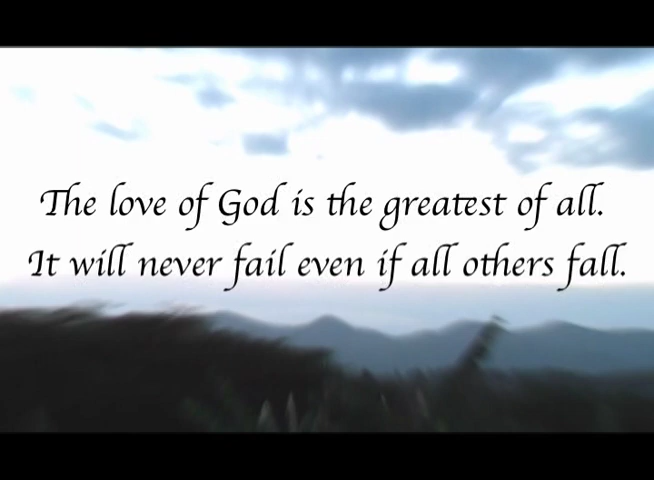 The love of God is the greatest of all.
It will never fail even if all others fall.